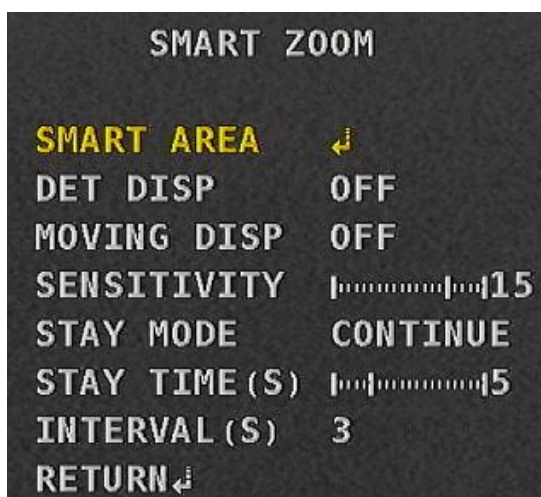 SMART ZOOM
SMART AREA ↲
DET DISP OFF
MOVING DISP OFF
SENSITIVITY 15
STAY MODE CONTINUE
STAY TIME(S) 5
INTERVAL(S) 3
RETURN↲